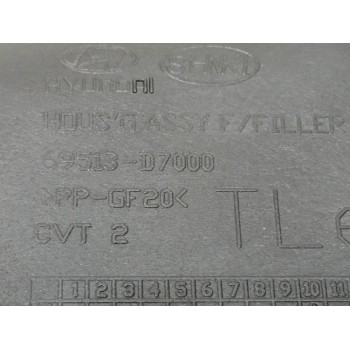 HYUNDAI
HOUS'G ASSY F/FILLER
69513-D7000
>PP-GF20<
CVT 2
TL
1 2 3 4 5 6 7 8 9 10 11